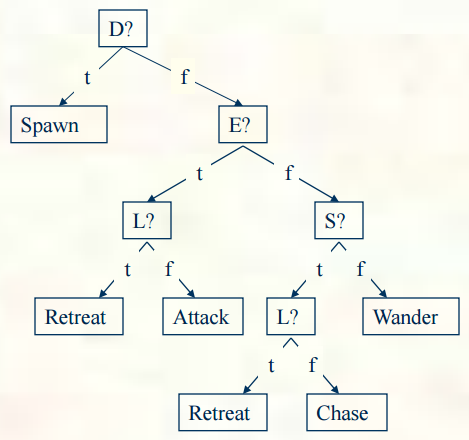 D?
t
f
Spawn
E?
t
f
L?
S?
t
f
t
f
Retreat
Attack
L?
Wander
t
f
Retreat
Chase